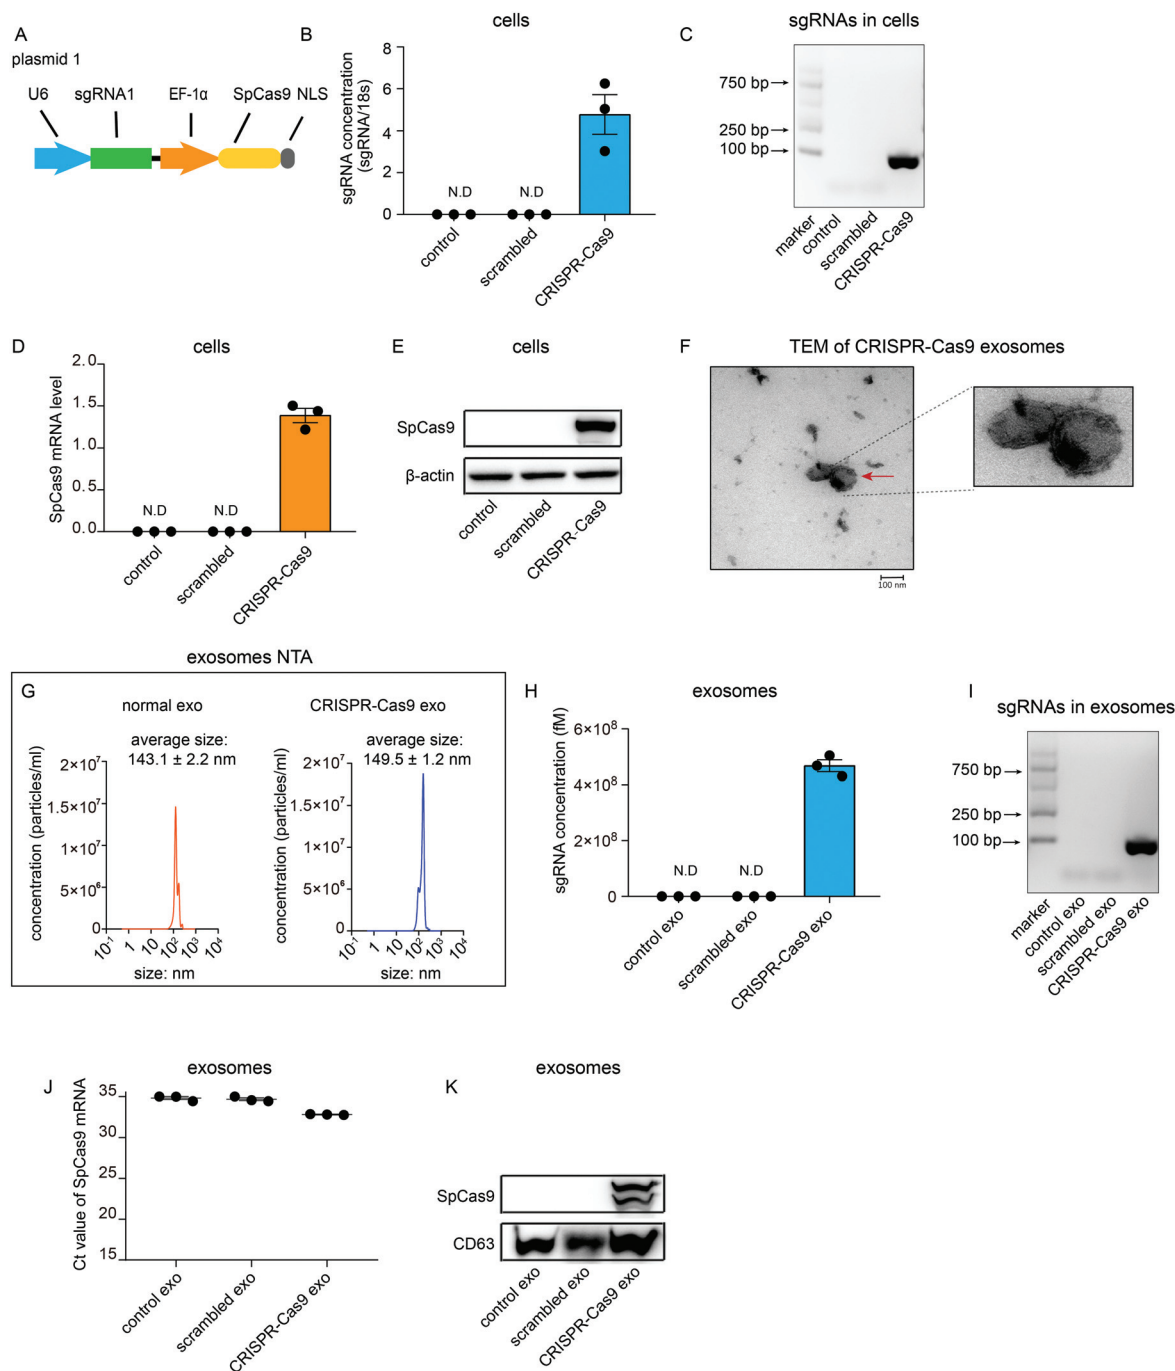 A
plasmid 1
U6 sgRNA1 EF-1α SpCas9 NLS
B
cells
sgRNA concentration
(sgRNA/18s)
8
6
4
2
0
N.D
N.D
control
scrambled
CRISPR-Cas9
C
sgRNAs in cells
750 bp
250 bp
100 bp
marker
control
scrambled
CRISPR-Cas9
D
cells
SpCas9 mRNA level
2.0
1.5
1.0
0.5
0.0
N.D
N.D
control
scrambled
CRISPR-Cas9
E
cells
SpCas9
β-actin
control
scrambled
CRISPR-Cas9
F
TEM of CRISPR-Cas9 exosomes
100 nm
exosomes NTA
G
normal exo
average size:
143.1 ± 2.2 nm
concentration (particles/ml)
2×10⁷
1.5×10⁷
1×10⁷
5×10⁶
0
10⁻¹ 1 10 10² 10³ 10⁴
size: nm
CRISPR-Cas9 exo
average size:
149.5 ± 1.2 nm
concentration (particles/ml)
2×10⁷
1.5×10⁷
1×10⁷
5×10⁶
0
10⁻¹ 1 10 10² 10³ 10⁴
size: nm
H
exosomes
sgRNA concentration (fM)
6×10⁸
4×10⁸
2×10⁸
0
N.D
N.D
control exo
scrambled exo
CRISPR-Cas9 exo
I
sgRNAs in exosomes
750 bp
250 bp
100 bp
marker
control exo
scrambled exo
CRISPR-Cas9 exo
J
exosomes
Ct value of SpCas9 mRNA
35
30
25
20
15
control exo
scrambled exo
CRISPR-Cas9 exo
K
exosomes
SpCas9
CD63
control exo
scrambled exo
CRISPR-Cas9 exo